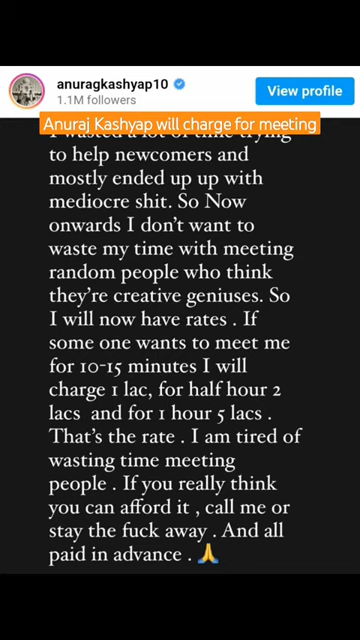 anuragkashyap10
1.1M followers
View profile
Anuraj Kashyap will charge for meeting
I wasted a lot of time trying
to help newcomers and
mostly ended up up with
mediocre shit. So Now
onwards I don't want to
waste my time with meeting
random people who think
they're creative geniuses. So
I will now have rates . If
some one wants to meet me
for 10-15 minutes I will
charge 1 lac, for half hour 2
lacs and for 1 hour 5 lacs .
That's the rate . I am tired of
wasting time meeting
people . If you really think
you can afford it , call me or
stay the fuck away . And all
paid in advance . 🙏